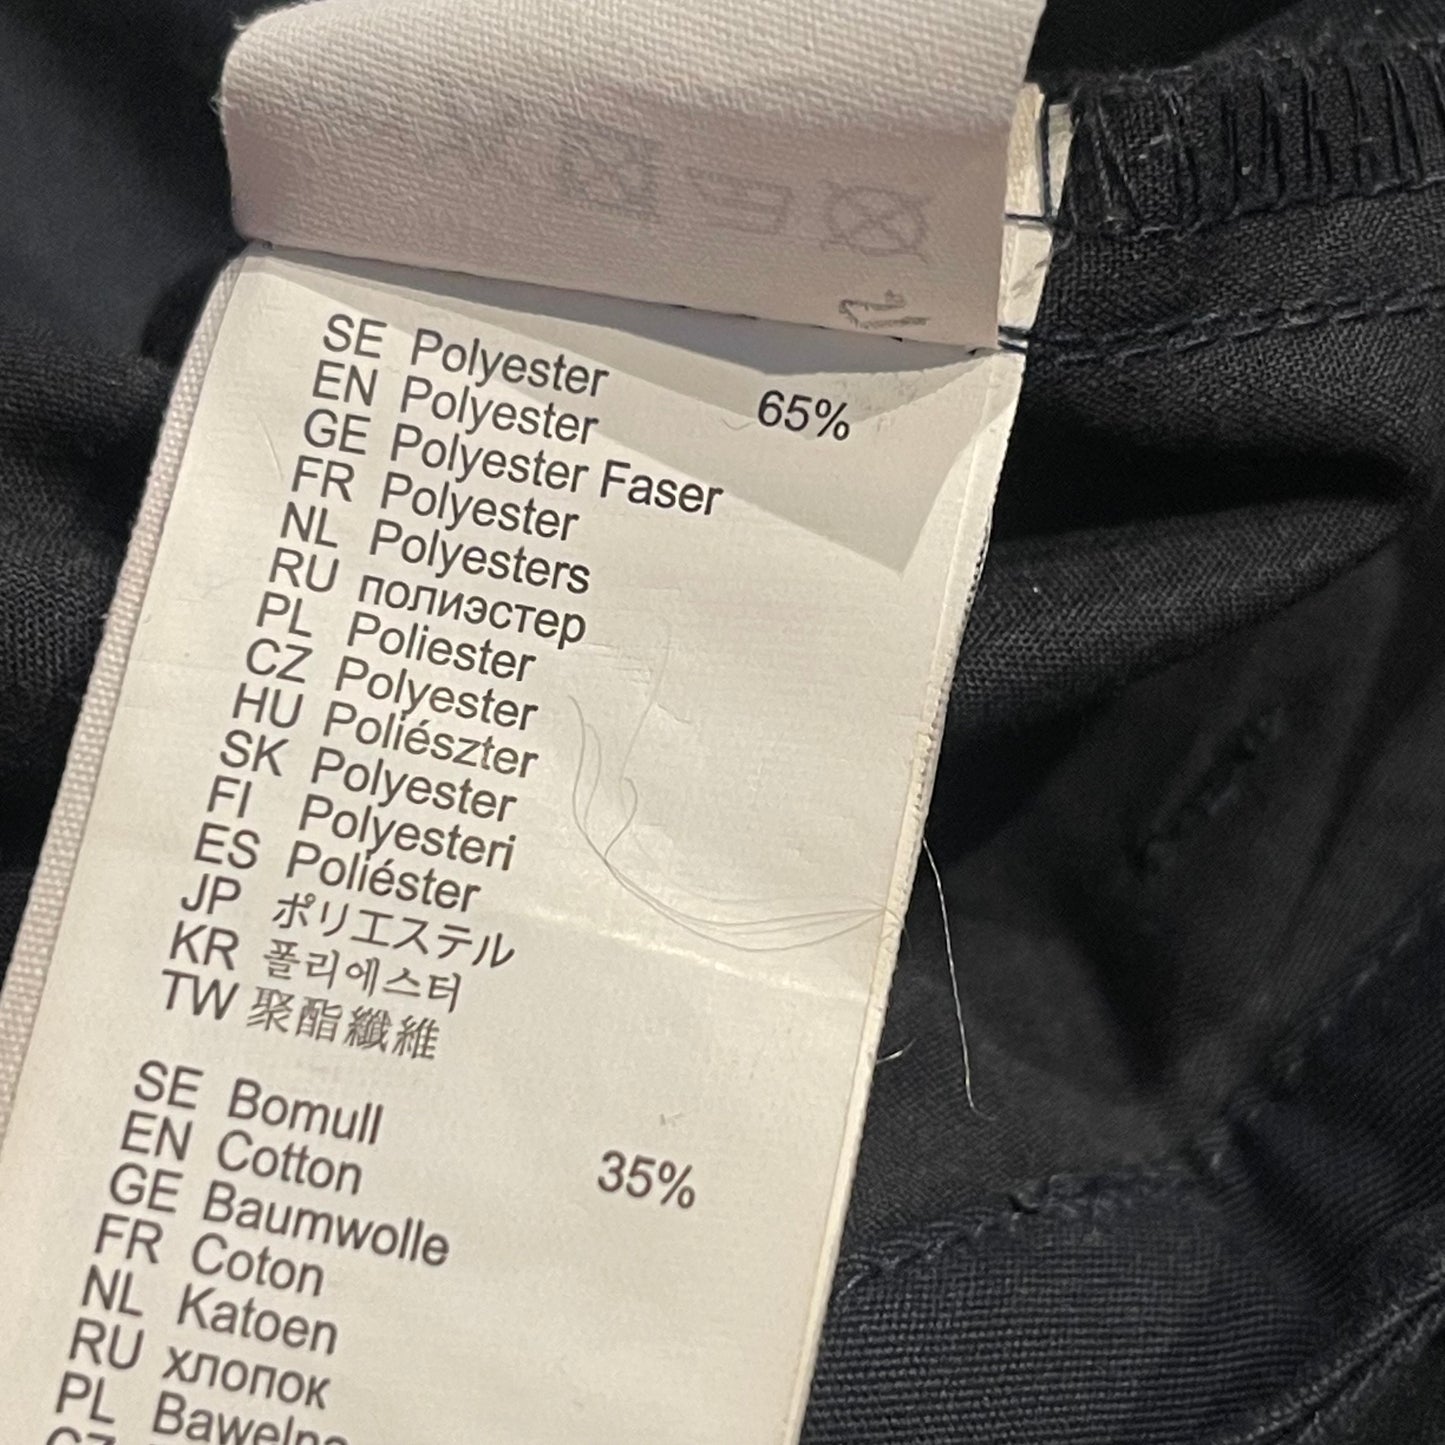 SE Polyester 65%
EN Polyester
GE Polyester Faser
FR Polyester
NL Polyesters
RU полиэстер
PL Poliester
CZ Polyester
HU Poliészter
SK Polyester
FI Polyesteri
ES Poliéster
JP ポリエステル
KR 폴리에스터
TW 聚酯纖維
SE Bomull
EN Cotton 35%
GE Baumwolle
FR Coton
NL Katoen
RU хлопок
PL Bawełna
CZ